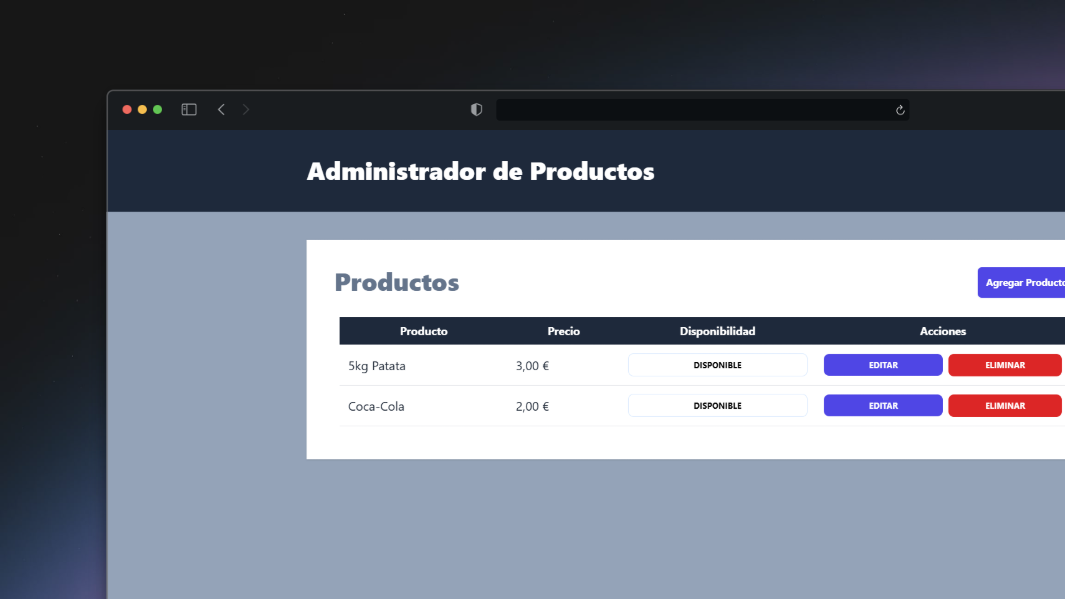 Administrador de Productos
Productos
Agregar Producto
Producto Precio Disponibilidad Acciones
5kg Patata 3,00 € DISPONIBLE EDITAR ELIMINAR
Coca-Cola 2,00 € DISPONIBLE EDITAR ELIMINAR